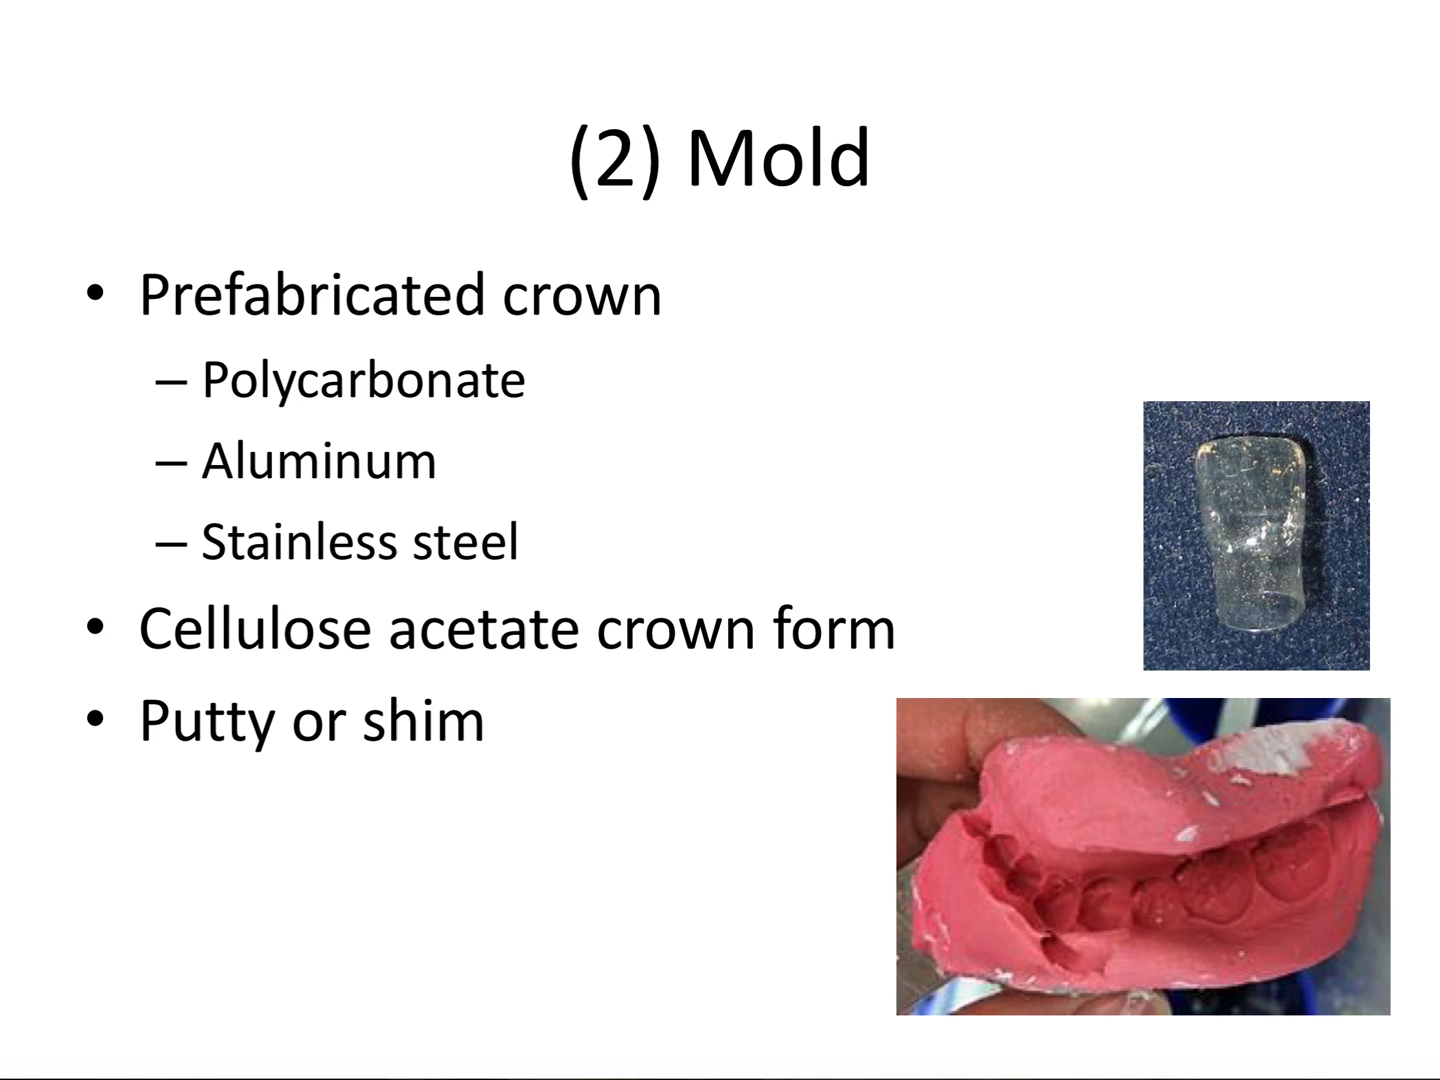 (2) Mold
• Prefabricated crown
– Polycarbonate
– Aluminum
– Stainless steel
• Cellulose acetate crown form
• Putty or shim